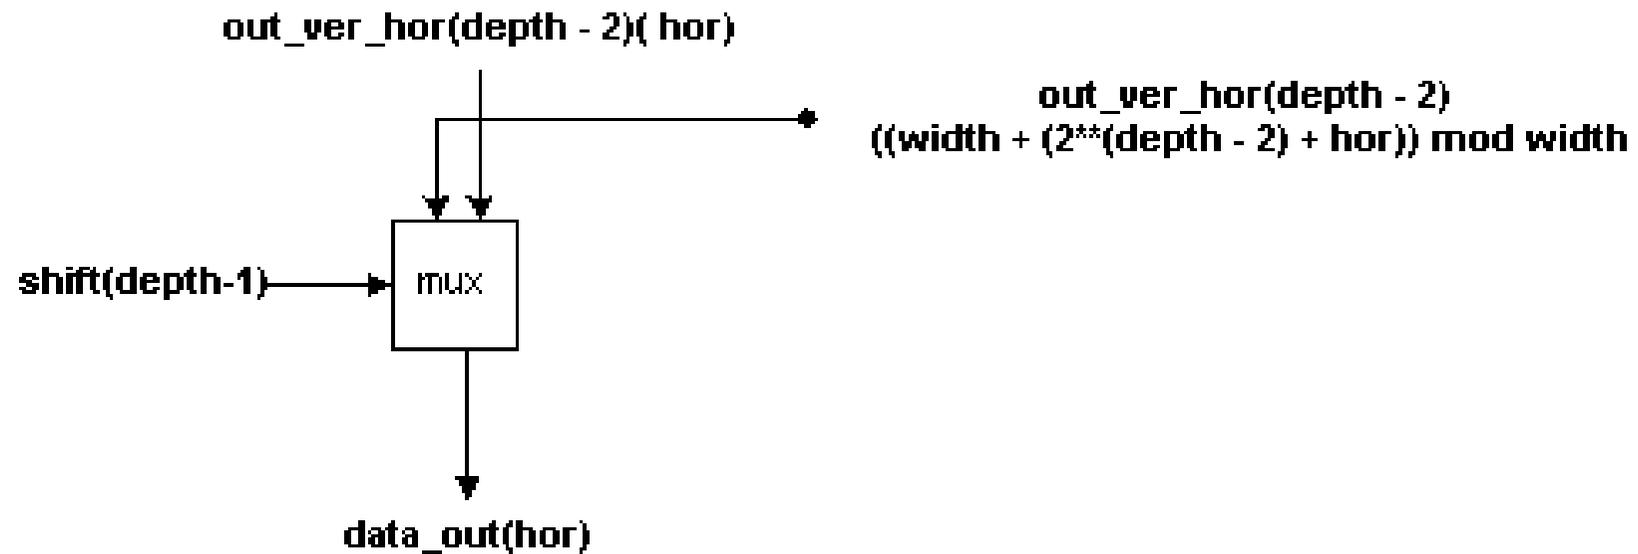 out_ver_hor(depth - 2)( hor)
out_ver_hor(depth - 2)
((width + (2**(depth - 2) + hor)) mod width
shift(depth-1)
mux
data_out(hor)